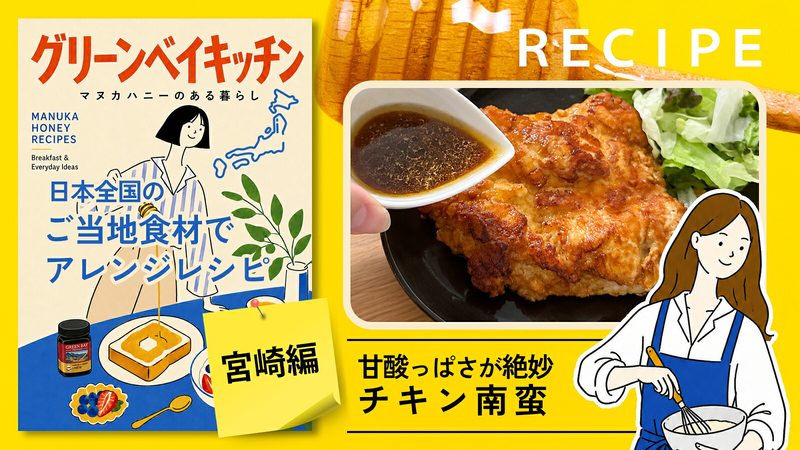 グリーンベイキッチン
マヌカハニーのある暮らし
MANUKA
HONEY
RECIPES
Breakfast &
Everyday Ideas
日本全国の
ご当地食材で
アレンジレシピ
GREEN BAY
宮崎編
RECIPE
甘酸っぱさが絶妙
チキン南蛮